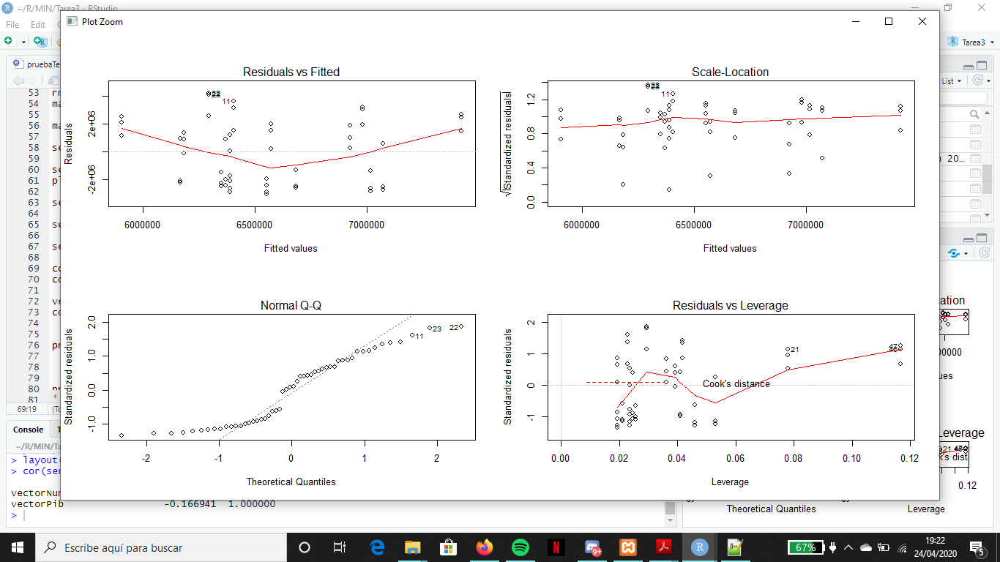 ~/R/MIN/Tarea3 - RStudio
Plot Zoom
File Edit
Tarea3
pruebaTe
List
53
54
55
56
57
58
59
60
61
62
63
64
65
66
67
68
69
70
71
72
73
74
75
76
77
78
79
80
81
69:19
Residuals vs Fitted
Residuals
2e+06
-2e+06
22
23
11
6000000 6500000 7000000
Fitted values
Scale-Location
√|Standardized residuals|
0.0 0.4 0.8 1.2
22
23
11
6000000 6500000 7000000
Fitted values
Normal Q-Q
Standardized residuals
-1.0 0.0 1.0 2.0
23 22
11
-2 -1 0 1 2
Theoretical Quantiles
Residuals vs Leverage
Standardized residuals
-1 0 1 2
21
47
Cook's distance
0.00 0.02 0.04 0.06 0.08 0.10 0.12
Leverage
20...
ation
00000
ues
Leverage
21
k's dist
0.12
Theoretical Quantiles Leverage
Console
~/R/MIN/Ta
> layout(
> cor(se
vectorNu
vectorPib -0.166941 1.000000
>
Escribe aquí para buscar
9+
67%
19:22
24/04/2020
5